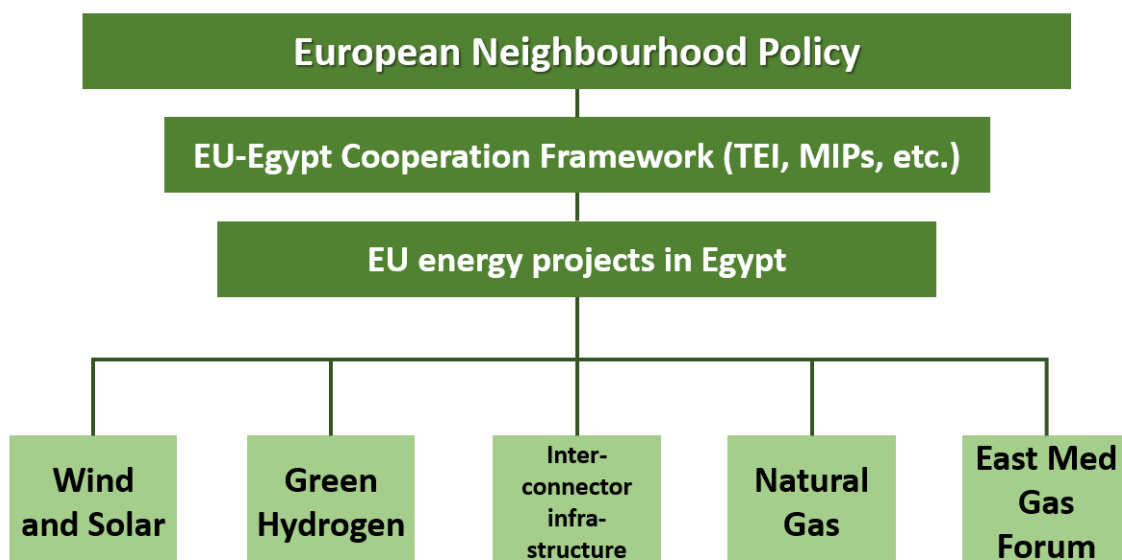 European Neighbourhood Policy
EU-Egypt Cooperation Framework (TEI, MIPs, etc.)
EU energy projects in Egypt
Wind
and Solar
Green
Hydrogen
Inter-
connector
infra-
structure
Natural
Gas
East Med
Gas
Forum